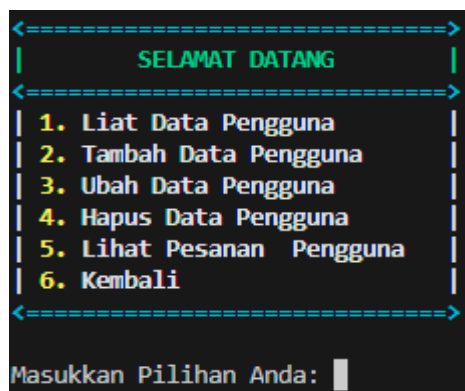 <==============================>
| SELAMAT DATANG |
<==============================>
| 1. Liat Data Pengguna |
| 2. Tambah Data Pengguna |
| 3. Ubah Data Pengguna |
| 4. Hapus Data Pengguna |
| 5. Lihat Pesanan  Pengguna |
| 6. Kembali |
<==============================>
Masukkan Pilihan Anda: